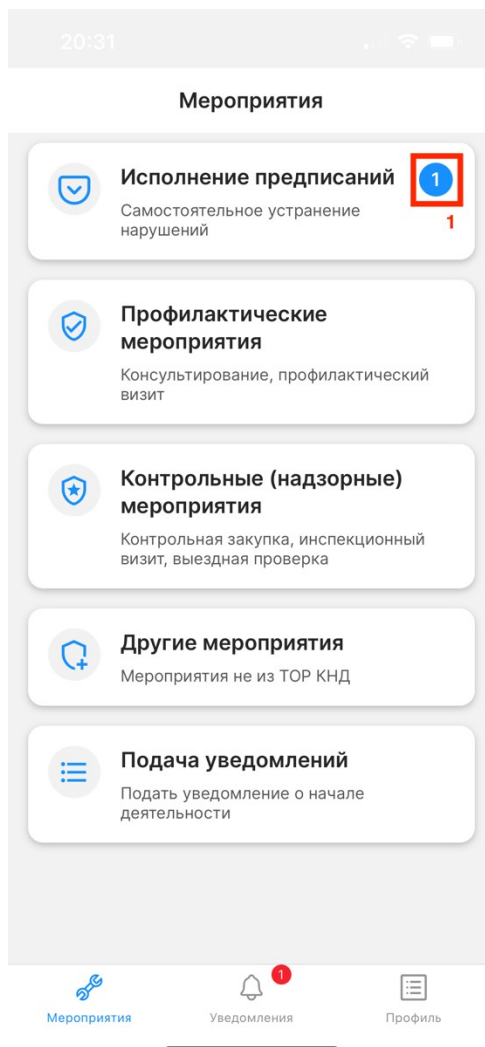 20:31
Мероприятия
Исполнение предписаний
1
Самостоятельное устранение
нарушений
1
Профилактические
мероприятия
Консультирование, профилактический
визит
Контрольные (надзорные)
мероприятия
Контрольная закупка, инспекционный
визит, выездная проверка
Другие мероприятия
Мероприятия не из ТОР КНД
Подача уведомлений
Подать уведомление о начале
деятельности
1
Мероприятия
Уведомления
Профиль